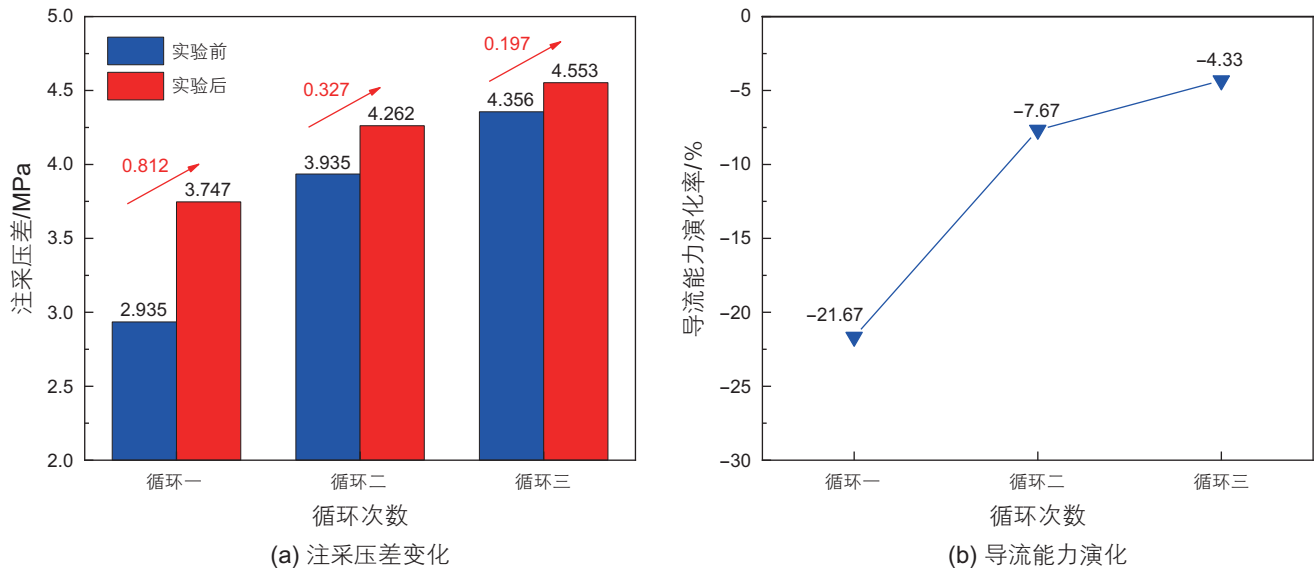 5.0
4.5
4.0
3.5
3.0
2.5
2.0
注采压差/MPa
实验前
实验后
0.812
0.327
0.197
2.935
3.747
3.935
4.262
4.356
4.553
循环一
循环二
循环三
循环次数
(a) 注采压差变化
0
−5
−10
−15
−20
−25
−30
导流能力演化率/%
−21.67
−7.67
−4.33
循环一
循环二
循环三
循环次数
(b) 导流能力演化